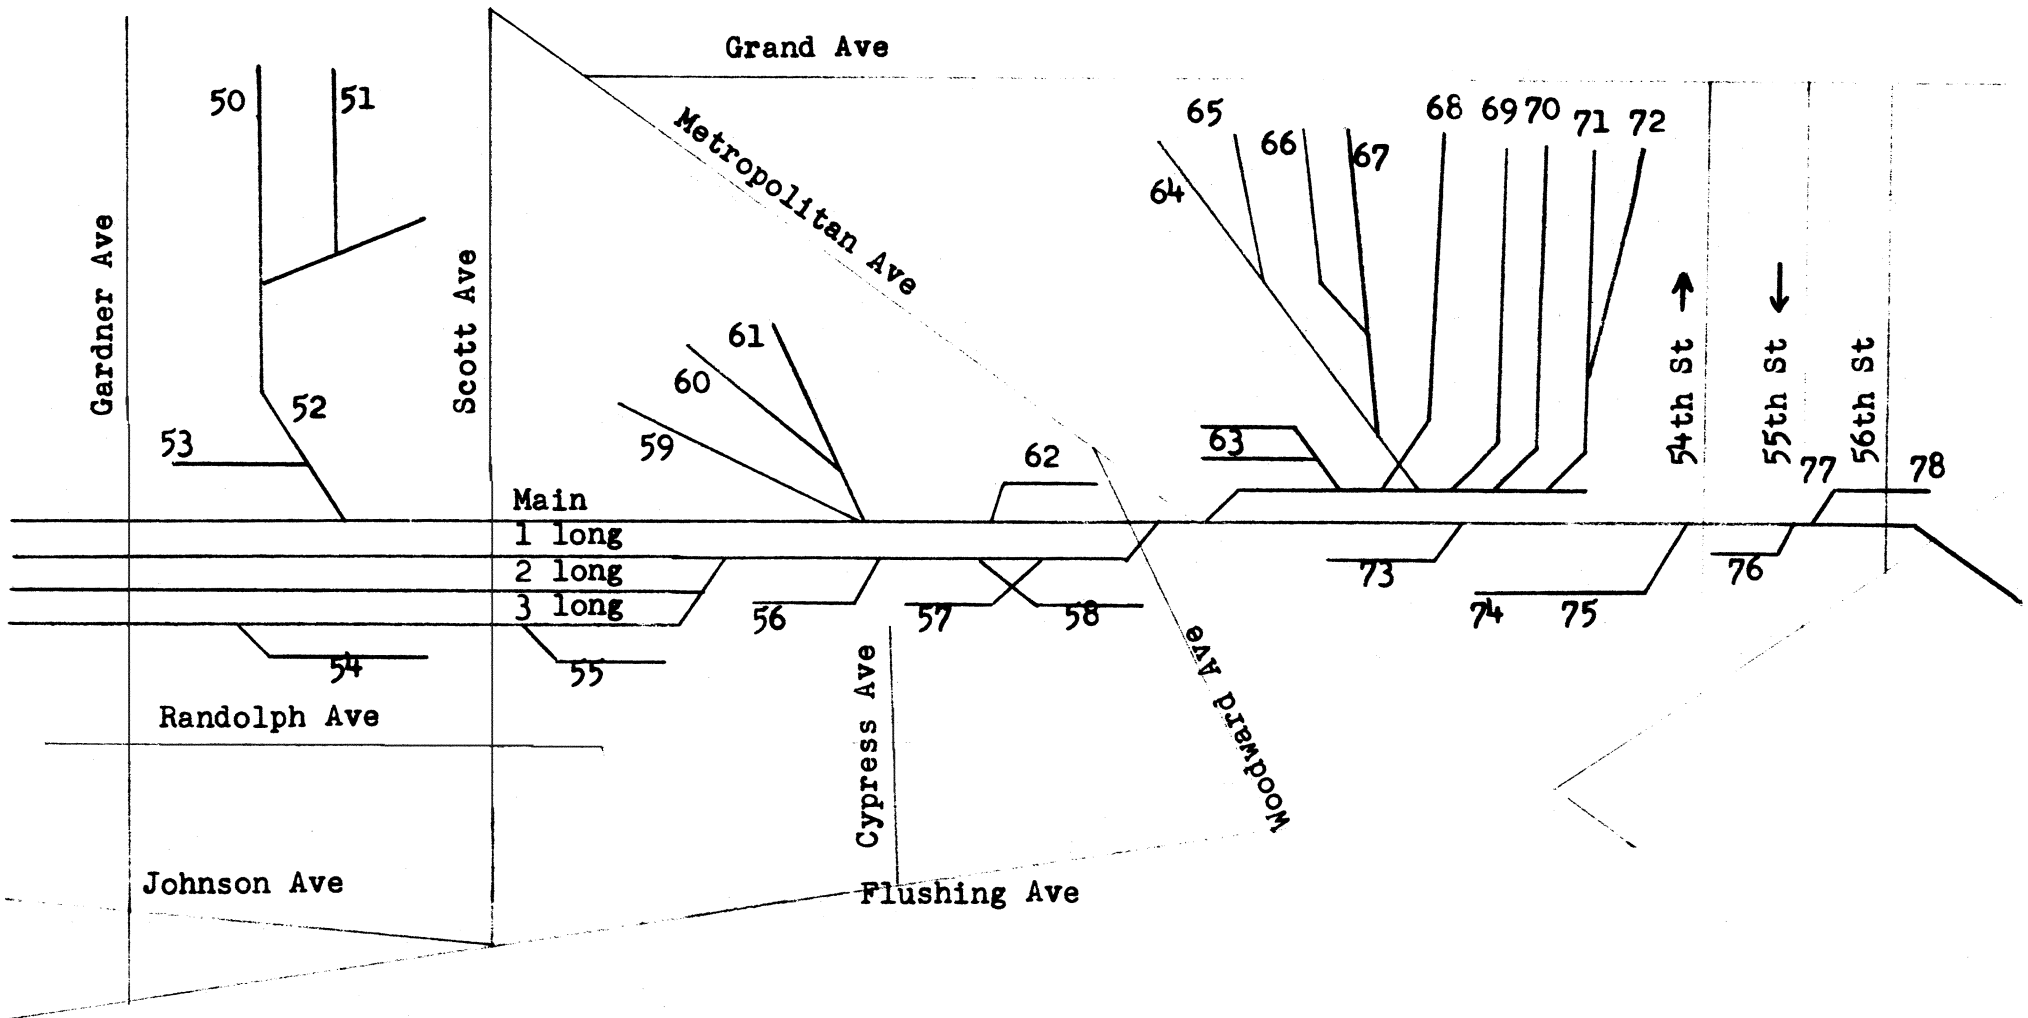 Grand Ave
50
51
65
66
67
68
69
70
71
72
64
Metropolitan Ave
Gardner Ave
Scott Ave
61
60
59
52
53
62
63
54th St
55th St
56th St
77
78
Main
1 long
2 long
3 long
73
76
74
75
56
57
58
54
55
Randolph Ave
Cypress Ave
Woodward Ave
Johnson Ave
Flushing Ave